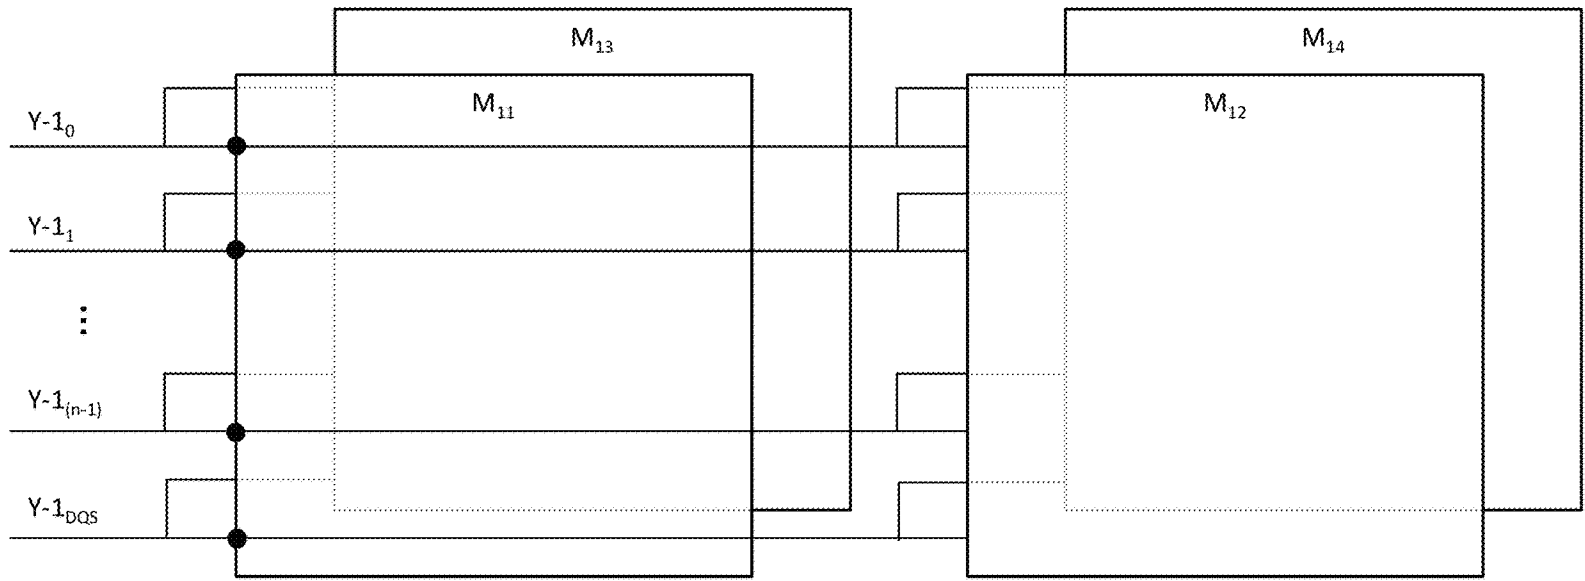 M₁₃
M₁₄
M₁₁
M₁₂
Y-1₀
Y-1₁
⋮
Y-1₍ₙ₋₁₎
Y-1DQS